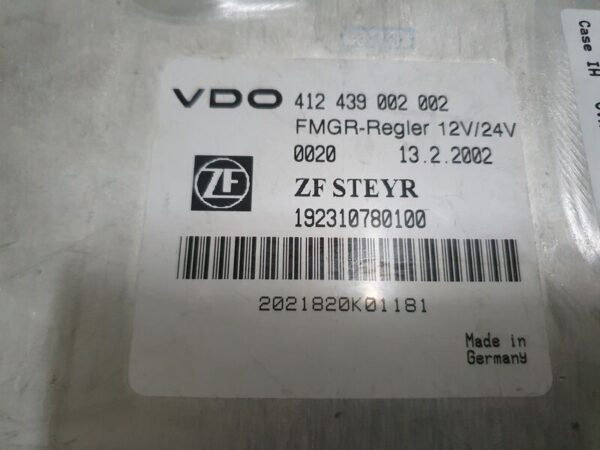 VDO 412 439 002 002
FMGR-Regler 12V/24V
0020 13.2.2002
ZF ZF STEYR
192310780100
2021820K01181
Made in
Germany
Case IH